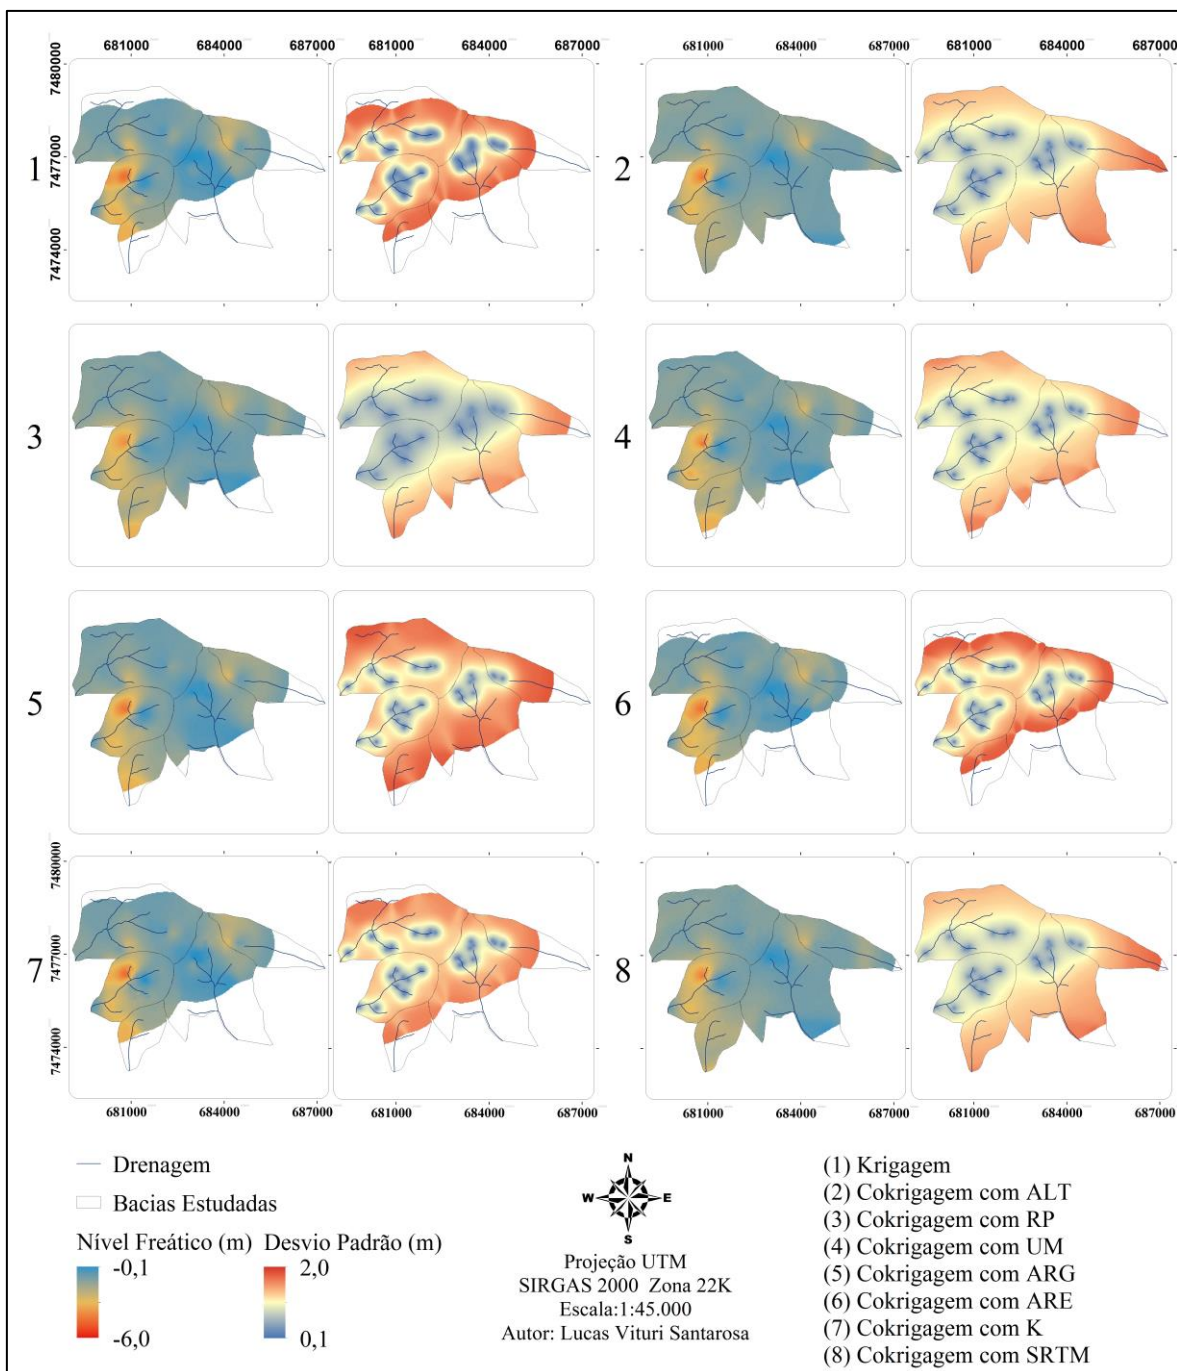 681000 684000 687000 681000 684000 687000 681000 684000 687000 681000 684000 687000
7480000
7477000
7474000
1
2
3
4
5
6
7480000
7477000
7474000
7
8
681000 684000 687000 681000 684000 687000 681000 684000 687000 681000 684000 687000
Drenagem
Bacias Estudadas
Nível Freático (m)
-0,1
-6,0
Desvio Padrão (m)
2,0
0,1
N
W E
S
Projeção UTM
SIRGAS 2000 Zona 22K
Escala:1:45.000
Autor: Lucas Vituri Santarosa
(1) Krigagem
(2) Cokrigagem com ALT
(3) Cokrigagem com RP
(4) Cokrigagem com UM
(5) Cokrigagem com ARG
(6) Cokrigagem com ARE
(7) Cokrigagem com K
(8) Cokrigagem com SRTM